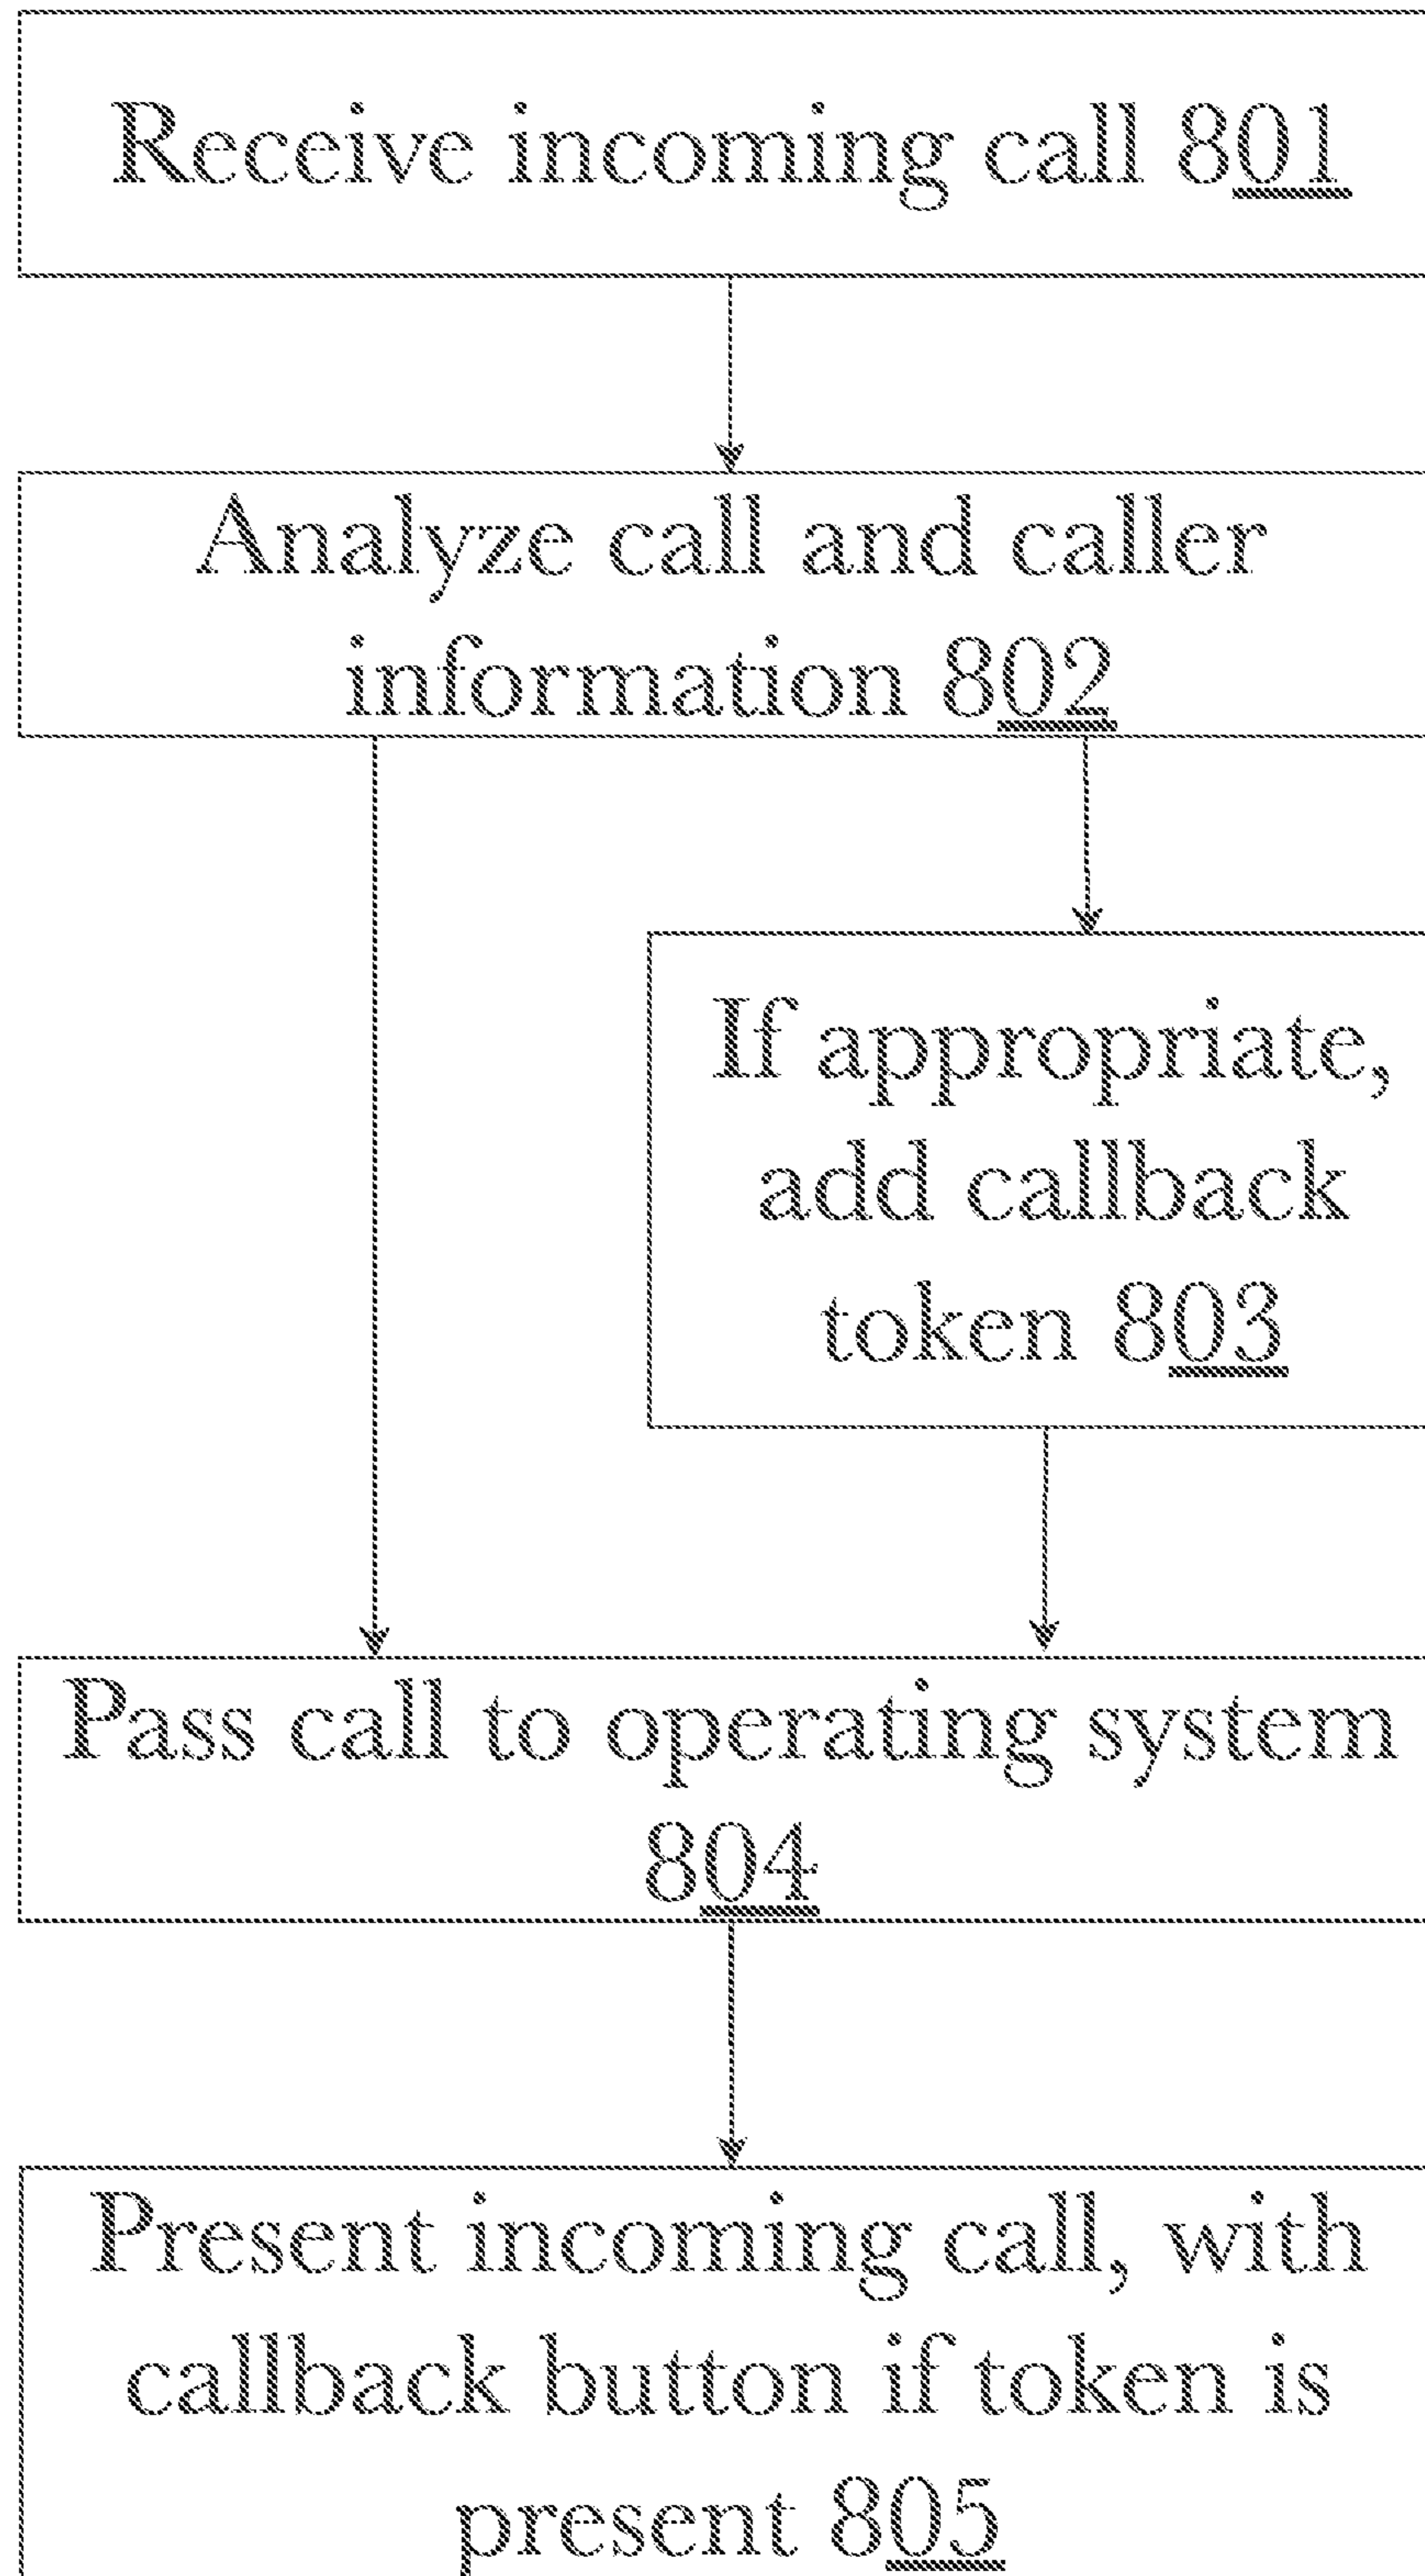 Receive incoming call 801
Analyze call and caller
information 802
If appropriate,
add callback
token 803
Pass call to operating system
804
Present incoming call, with
callback button if token is
present 805